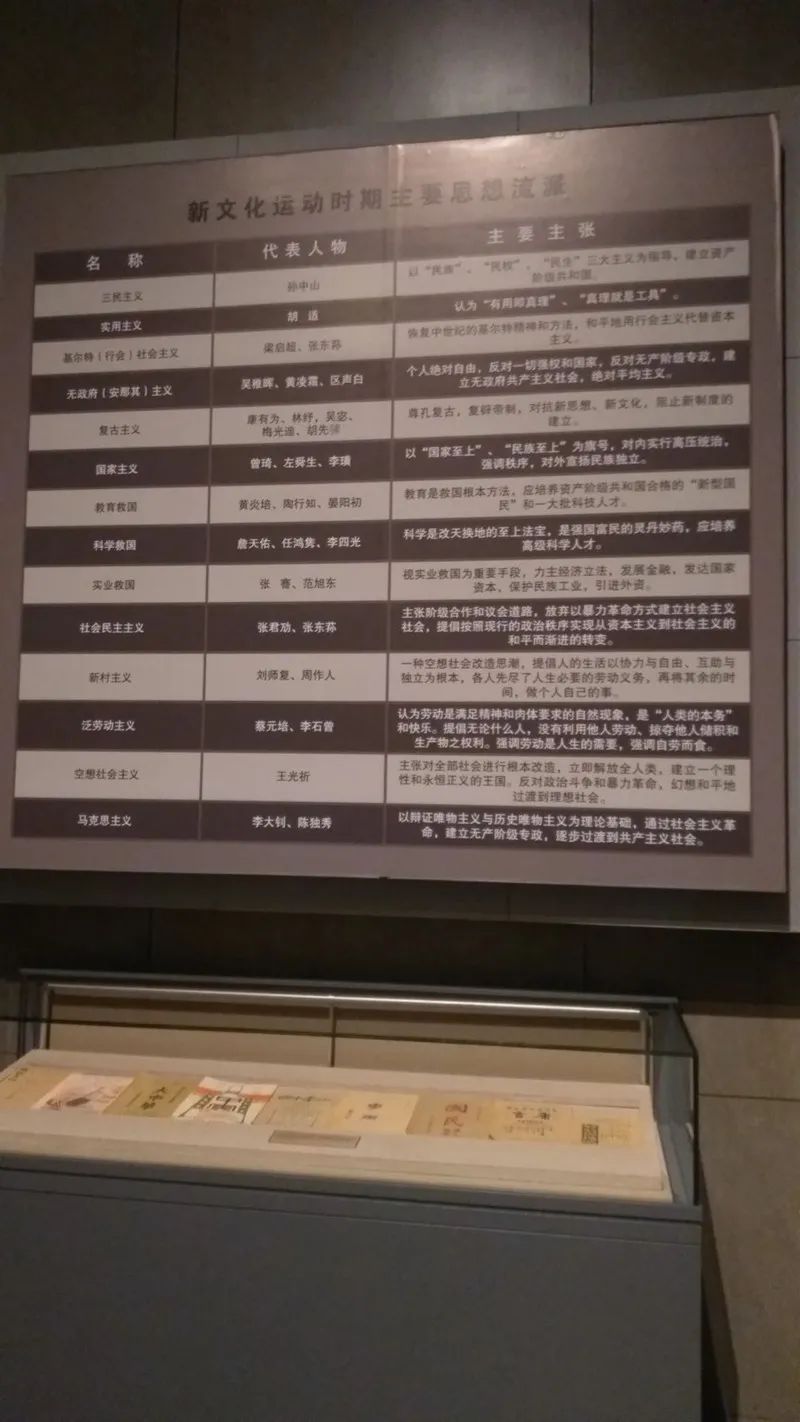 新文化运动时期主要思想流派
名 称 代表人物 主要主张
三民主义 孙中山 以“民族”、“民权”、“民生”三大主义为指导，建立资产
阶级共和国。
实用主义 胡 适 认为“有用即真理”、“真理就是工具”。
基尔特（行会）社会主义 梁启超、张东荪 恢复中世纪的基尔特精神和方法，和平地用行会主义代替资本
主义。
无政府（安那其）主义 吴稚晖、黄凌霜、区声白 个人绝对自由，反对一切强权和国家，反对无产阶级专政，建
立无政府共产主义社会，绝对平均主义。
复古主义 康有为、林纾，吴宓、
梅光迪、胡先骕 尊孔复古，复辟帝制，对抗新思想、新文化，阻止新制度的
建立。
国家主义 曾琦、左舜生、李璜 以“国家至上”、“民族至上”为旗号，对内实行高压统治，
强调秩序，对外宣扬民族独立。
教育救国 黄炎培、陶行知、晏阳初 教育是救国根本方法，应培养资产阶级共和国合格的“新型国
民”和一大批科技人才。
科学救国 詹天佑、任鸿隽、李四光 科学是改天换地的至上法宝，是强国富民的灵丹妙药，应培养
高级科学人才。
实业救国 张 謇、范旭东 视实业救国为重要手段，力主经济立法，发展金融，发达国家
资本，保护民族工业，引进外资。
社会民主主义 张君劢、张东荪 主张阶级合作和议会道路，放弃以暴力革命方式建立社会主义
社会，提倡按照现行的政治秩序实现从资本主义到社会主义的
和平而渐进的转变。
新村主义 刘师复、周作人 一种空想社会改造思潮，提倡人的生活以协力与自由、互助与
独立为根本，各人先尽了人生必要的劳动义务，再将其余的时
间，做个人自己的事。
泛劳动主义 蔡元培、李石曾 认为劳动是满足精神和肉体要求的自然现象，是“人类的本务”
和快乐。提倡无论什么人，没有利用他人劳动、掠夺他人储积和
生产物之权利。强调劳动是人生的需要，强调自劳而食。
空想社会主义 王光祈 主张对全部社会进行根本改造，立即解放全人类，建立一个理
性和永恒正义的王国。反对政治斗争和暴力革命，幻想和平地
过渡到理想社会。
马克思主义 李大钊、陈独秀 以辩证唯物主义与历史唯物主义为理论基础，通过社会主义革
命，建立无产阶级专政，逐步过渡到共产主义社会。
国民